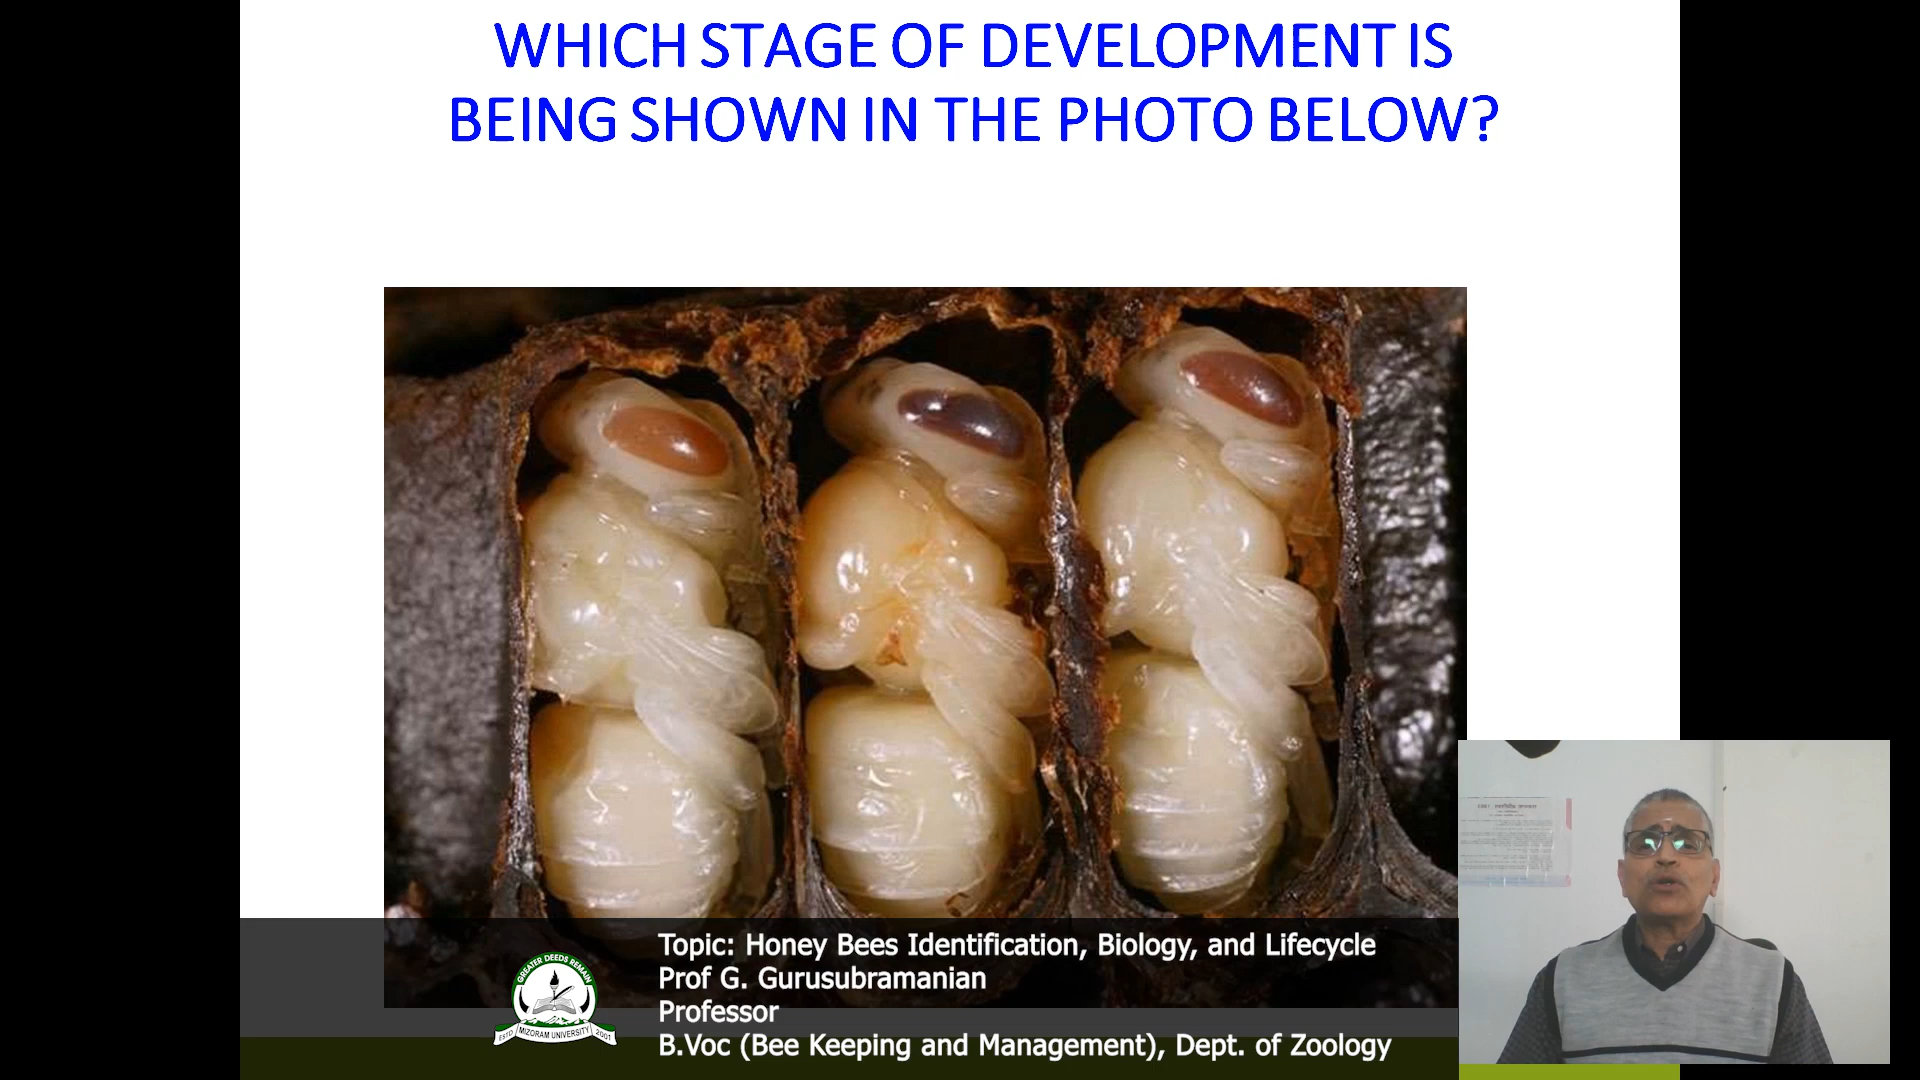 WHICH STAGE OF DEVELOPMENT IS
BEING SHOWN IN THE PHOTO BELOW?
Topic: Honey Bees Identification, Biology, and Lifecycle
Prof G. Gurusubramanian
Professor
B.Voc (Bee Keeping and Management), Dept. of Zoology
GREATER DEEDS REMAIN
ESTD MIZORAM UNIVERSITY 2001